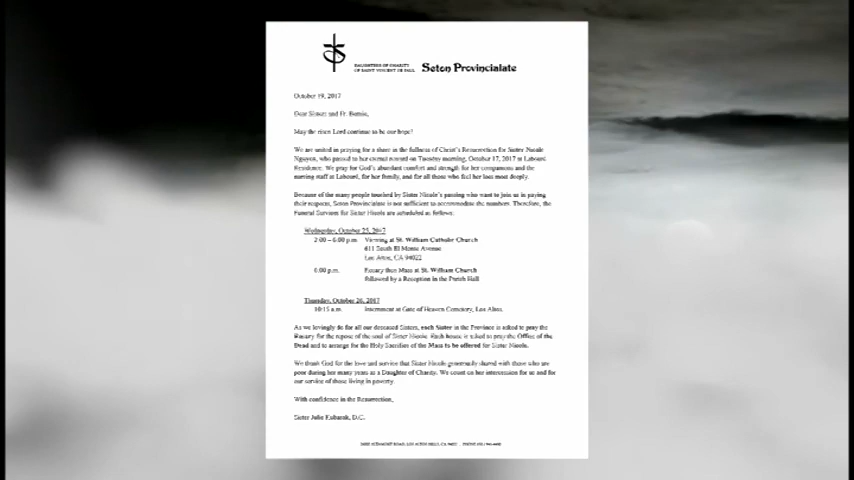 DAUGHTERS OF CHARITY
OF SAINT VINCENT DE PAUL
Seton Provincialate
October 19, 2017
Dear Sisters and Fr. Bernie,
May the risen Lord continue to be our hope!
We are united in praying for a share in the fullness of Christ's Resurrection for Sister Nicole
Nguyen, who passed to her eternal reward on Tuesday morning, October 17, 2017 at Labouré
Residence. We pray for God's abundant comfort and strength for her companions and the
nursing staff at Labouré, for her family, and for all those who feel her loss most deeply.
Because of the many people touched by Sister Nicole's passing who want to join us in paying
their respects, Seton Provincialate is not sufficient to accommodate the numbers. Therefore, the
Funeral Services for Sister Nicole are scheduled as follows:
Wednesday, October 25, 2017
2:00 – 6:00 p.m. Viewing at St. William Catholic Church
611 South El Monte Avenue
Los Altos, CA 94022
6:00 p.m. Rosary then Mass at St. William Church
followed by a Reception in the Parish Hall
Thursday, October 26, 2017
10:15 a.m. Interment at Gate of Heaven Cemetery, Los Altos.
As we lovingly do for all our deceased Sisters, each Sister in the Province is asked to pray the
Rosary for the repose of the soul of Sister Nicole. Each house is asked to pray the Office of the
Dead and to arrange for the Holy Sacrifice of the Mass to be offered for Sister Nicole.
We thank God for the love and service that Sister Nicole generously shared with those who are
poor during her many years as a Daughter of Charity. We count on her intercession for us and for
our service of those living in poverty.
With confidence in the Resurrection,
Sister Julie Kubasak, D.C.
LOS ALTOS HILLS, CA